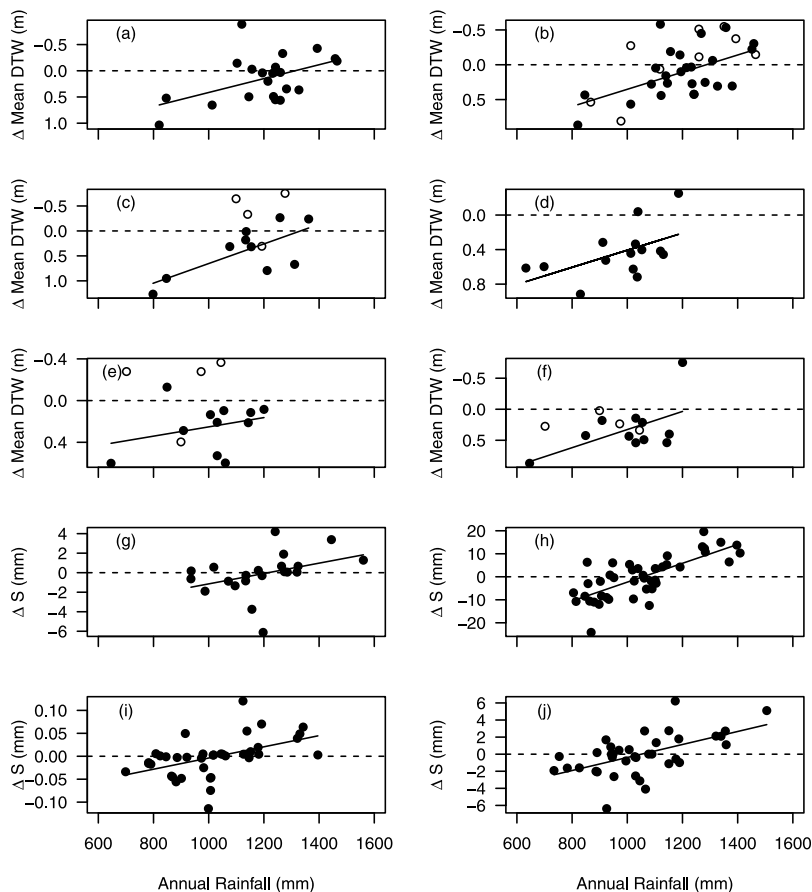 (a)
Δ Mean DTW (m)
−0.5
0.0
0.5
1.0
(b)
Δ Mean DTW (m)
−0.5
0.0
0.5
(c)
Δ Mean DTW (m)
−0.5
0.0
0.5
1.0
(d)
Δ Mean DTW (m)
0.0
0.4
0.8
(e)
Δ Mean DTW (m)
−0.4
0.0
0.4
(f)
Δ Mean DTW (m)
−0.5
0.0
0.5
(g)
Δ S (mm)
4
2
0
−2
−4
−6
(h)
Δ S (mm)
20
10
0
−10
−20
(i)
Δ S (mm)
0.10
0.05
0.00
−0.05
−0.10
(j)
Δ S (mm)
6
4
2
0
−2
−4
−6
600 800 1000 1200 1400 1600
600 800 1000 1200 1400 1600
Annual Rainfall (mm)
Annual Rainfall (mm)